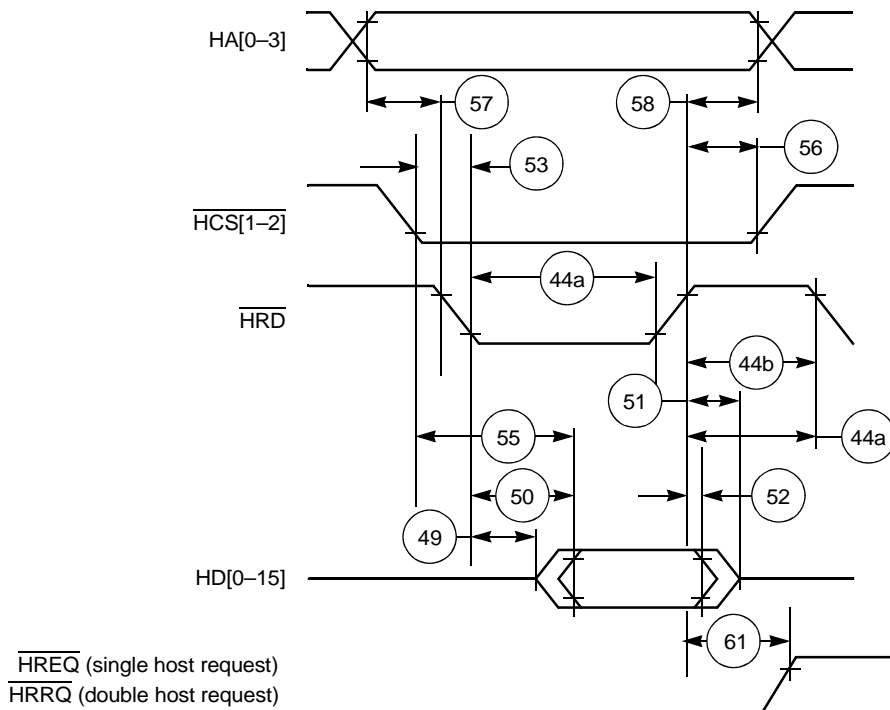 HA[0–3]
57
58
53
56
HCS[1–2]
44a
HRD
44b
51
44a
55
50
52
49
HD[0–15]
61
HREQ (single host request)
HRRQ (double host request)